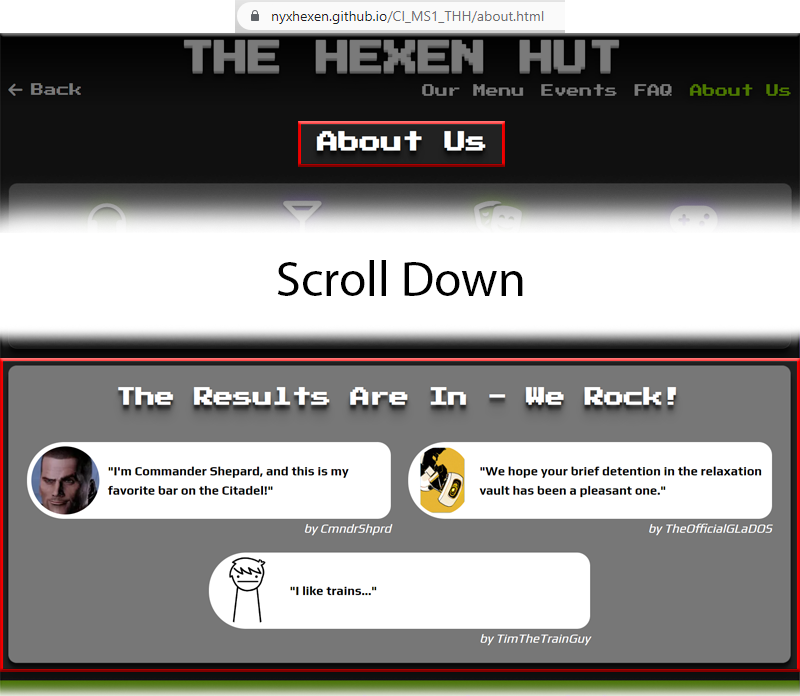 nyxhexen.github.io/CI_MS1_THH/about.html
THE HEXEN HUT
← Back
Our Menu Events FAQ About Us
About Us
Scroll Down
The Results Are In - We Rock!
"I'm Commander Shepard, and this is my
favorite bar on the Citadel!"
by CmndrShprd
"We hope your brief detention in the relaxation
vault has been a pleasant one."
by TheOfficialGLaDOS
"I like trains..."
by TimTheTrainGuy